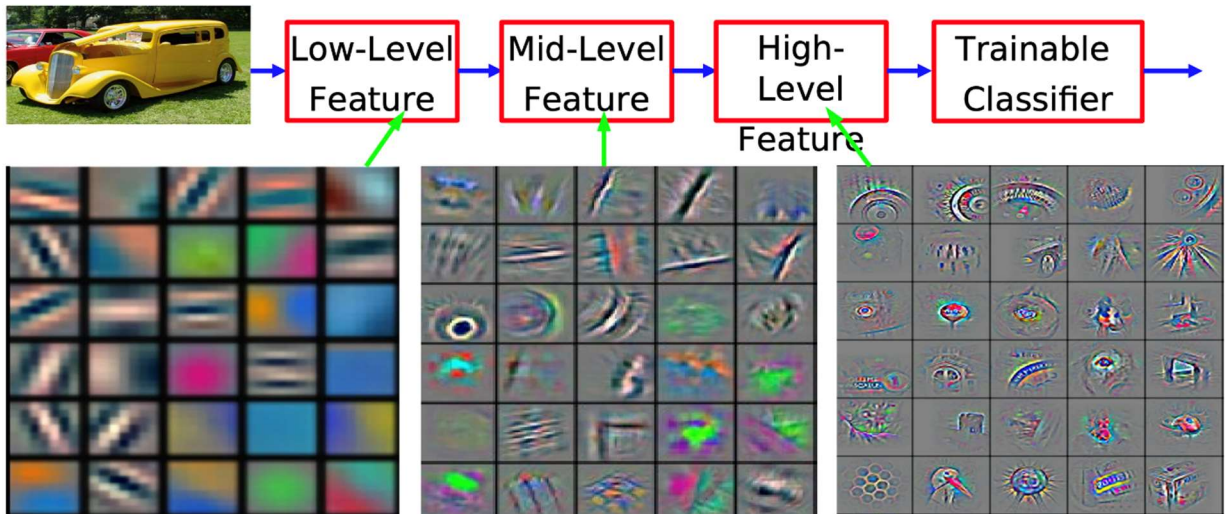 Low-Level
Feature
Mid-Level
Feature
High-
Level
Feature
Trainable
Classifier